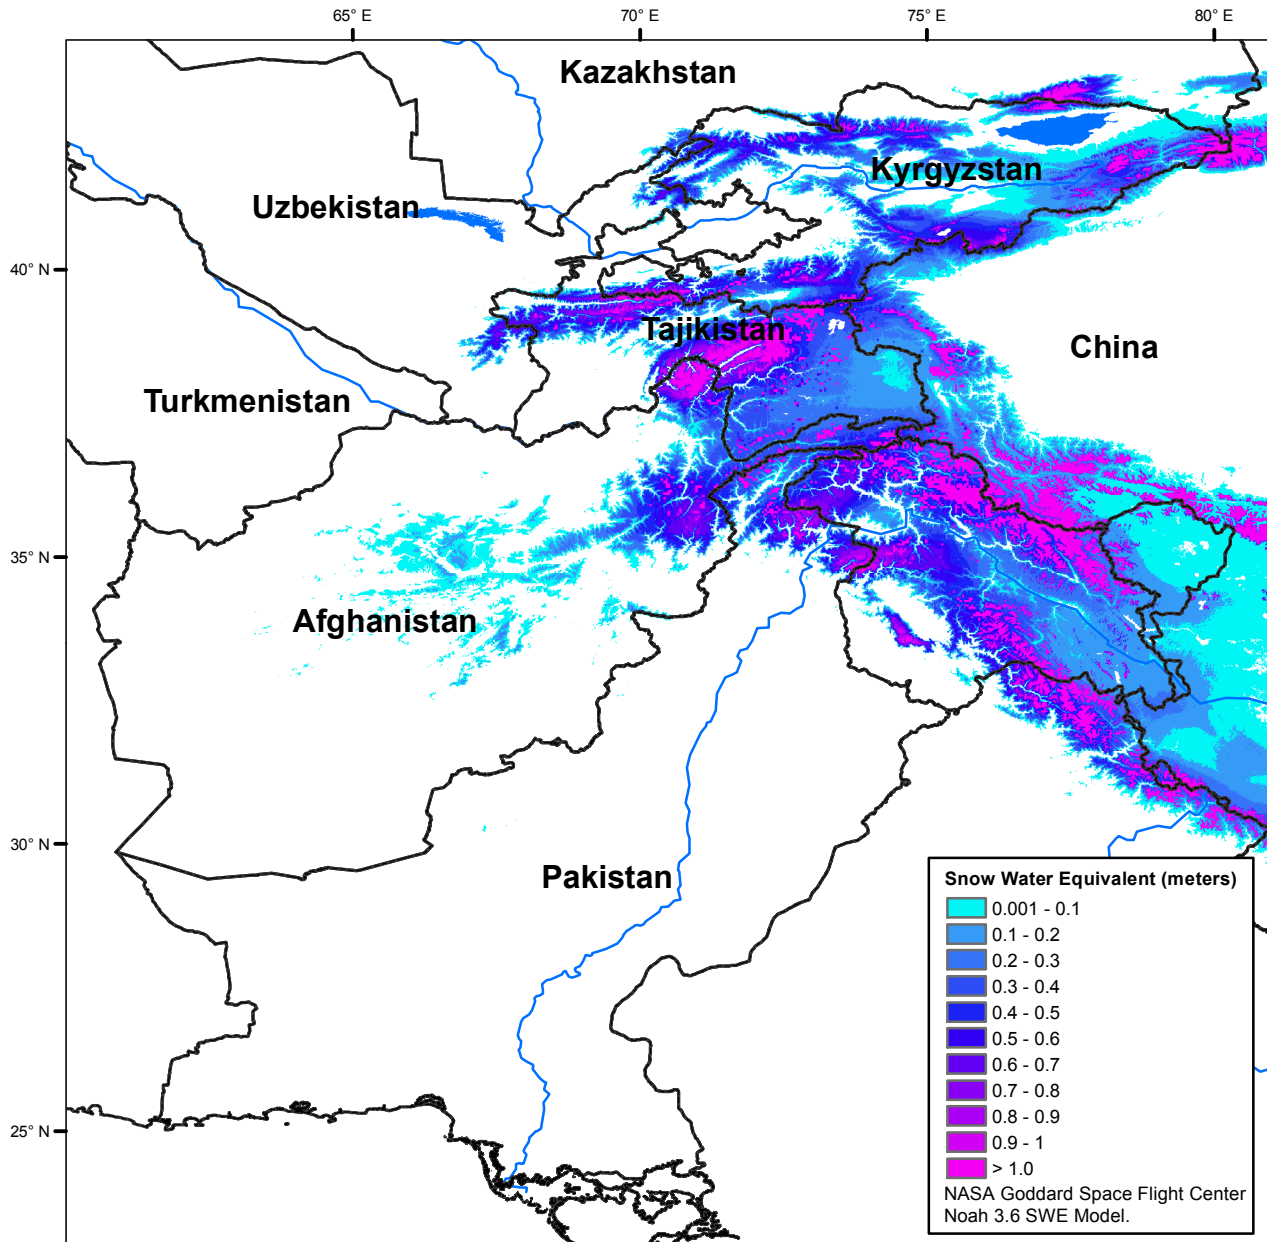 65° E
70° E
75° E
80° E
Kazakhstan
Kyrgyzstan
Uzbekistan
40° N
Tajikistan
China
Turkmenistan
35° N
Afghanistan
30° N
Pakistan
25° N
Snow Water Equivalent (meters)
0.001 - 0.1
0.1 - 0.2
0.2 - 0.3
0.3 - 0.4
0.4 - 0.5
0.5 - 0.6
0.6 - 0.7
0.7 - 0.8
0.8 - 0.9
0.9 - 1
> 1.0
NASA Goddard Space Flight Center
Noah 3.6 SWE Model.